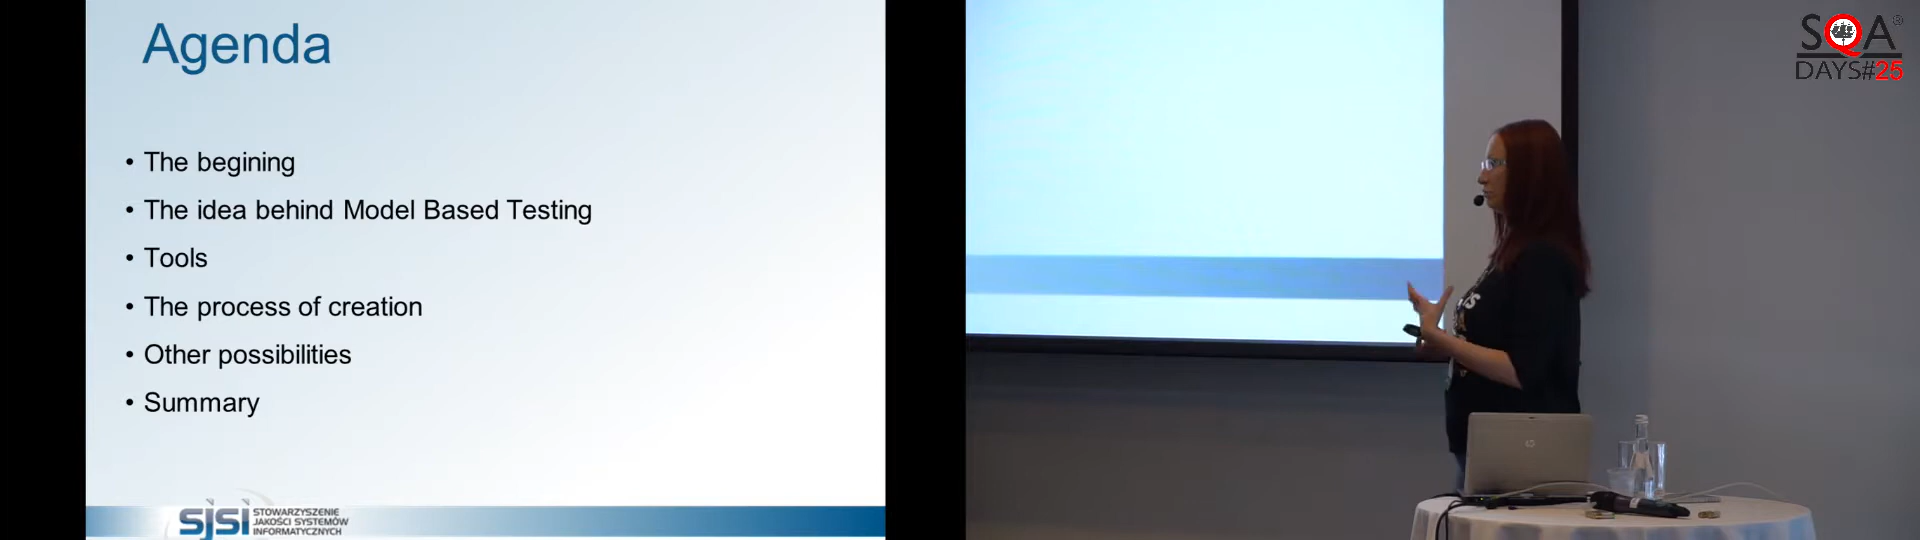 Agenda
• The begining
• The idea behind Model Based Testing
• Tools
• The process of creation
• Other possibilities
• Summary
sjsi
STOWARZYSZENIE
JAKOŚCI SYSTEMÓW
INFORMATYCZNYCH
SQA®
DAYS#25
hp